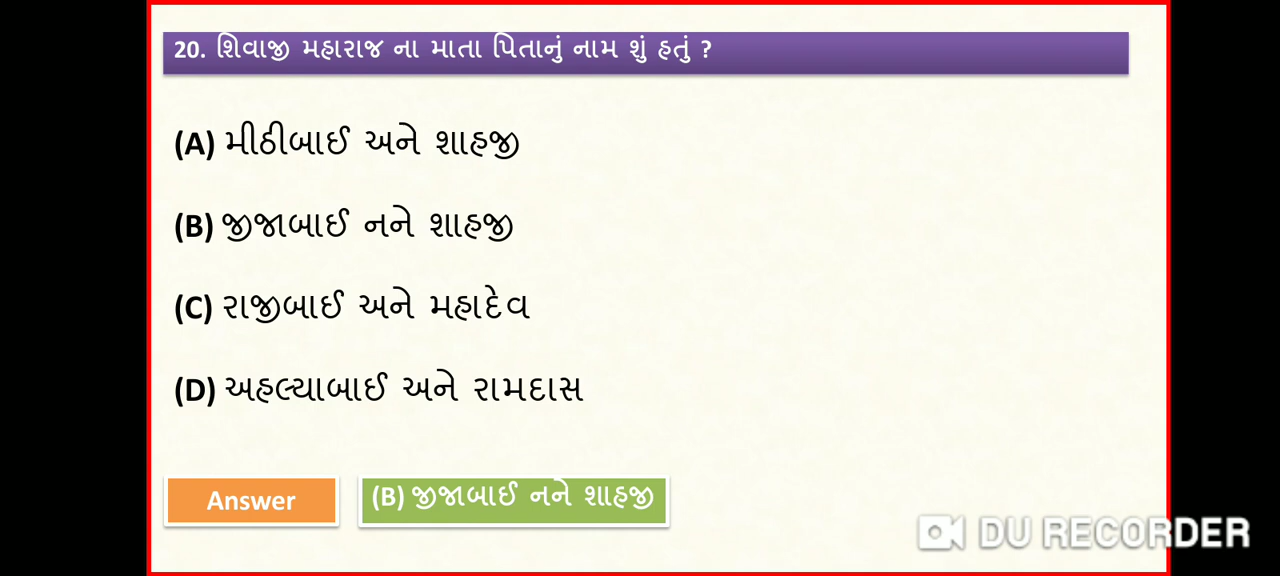 20. શિવાજી મહારાજ ના માતા પિતાનું નામ શું હતું ?
(A) મીઠીબાઈ અને શાહજી
(B) જીજાબાઈ નને શાહજી
(C) રાજીબાઈ અને મહાદેવ
(D) અહલ્યાબાઈ અને રામદાસ
Answer (B) જીજાબાઈ નને શાહજી
DU RECORDER